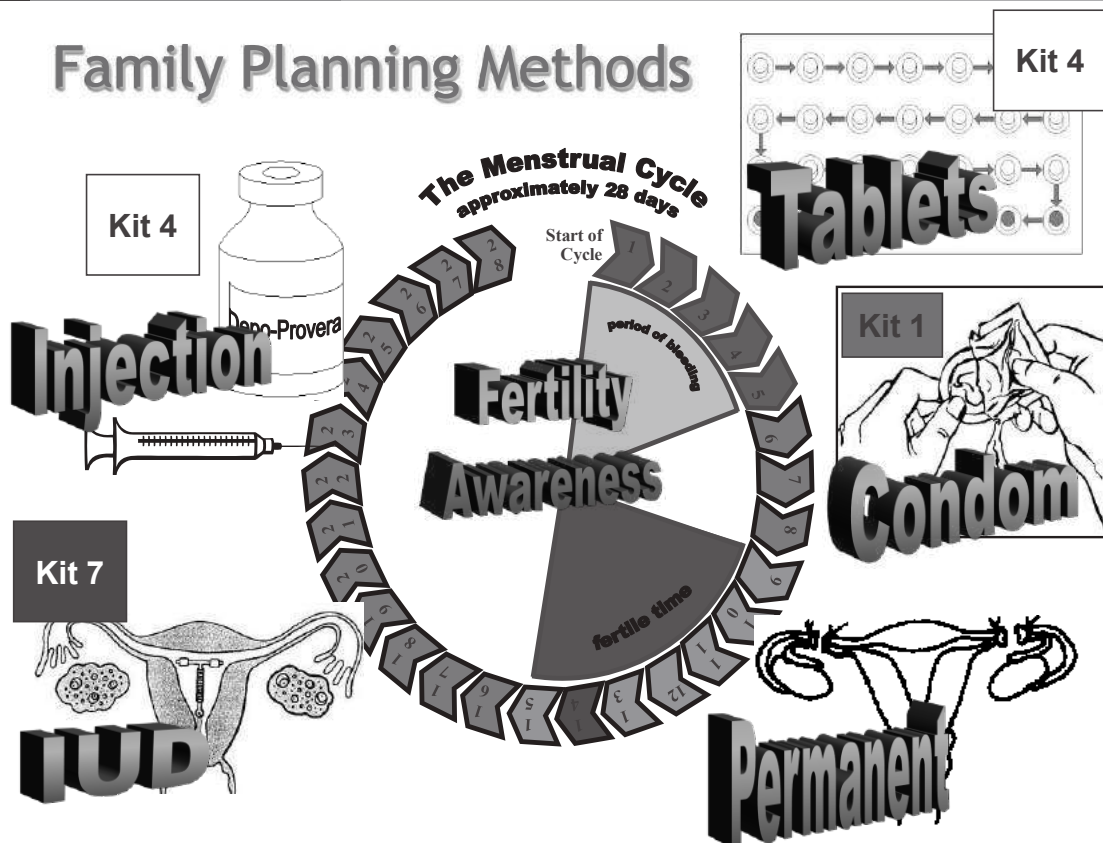 Family Planning Methods
Kit 4
Tablets
The Menstrual Cycle
approximately 28 days
Kit 4
Depo-Provera
Injection
Start of
Cycle
1
2
3
4
5
6
7
8
9
10
11
12
13
14
15
16
17
18
19
20
21
22
23
24
25
26
27
28
period of bleeding
Fertility
Awareness
fertile time
Kit 1
Condom
Kit 7
IUD
Permanent